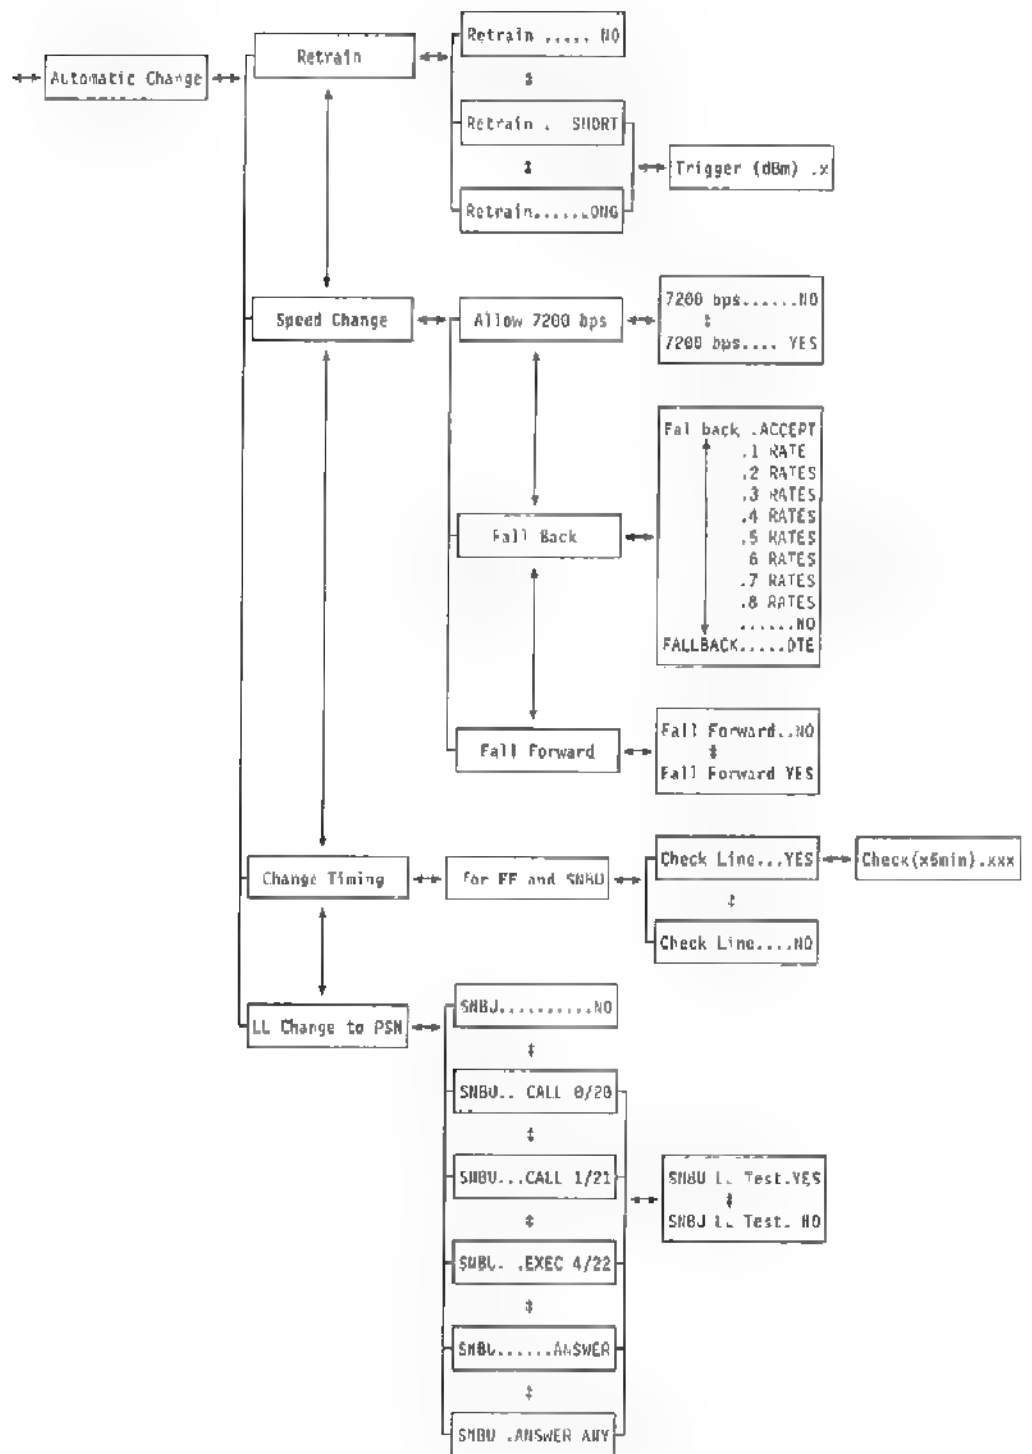 Retrain ..... NO
Retrain
Automatic Change
Retrain . SHORT
Trigger (dBm) .x
Retrain......LONG
7200 bps......NO
Speed Change
Allow 7200 bps
7200 bps.... YES
Fal back .ACCEPT
.1 RATE
.2 RATES
.3 RATES
.4 RATES
.5 RATES
Fall Back
6 RATES
.7 RATES
.8 RATES
......NO
FALLBACK.....DTE
Fall Forward..NO
Fall Forward
Fall Forward YES
Check Line...YES
Check(x5min).xxx
Change Timing
for FF and SNBU
Check Line....NO
SNBU..........NO
LL Change to PSN
SNBU.. CALL 0/20
SNBU...CALL 1/21
SNBU LL Test.YES
SNBU LL Test. NO
SNBU. .EXEC 4/22
SNBU......ANSWER
SNBU .ANSWER ANY